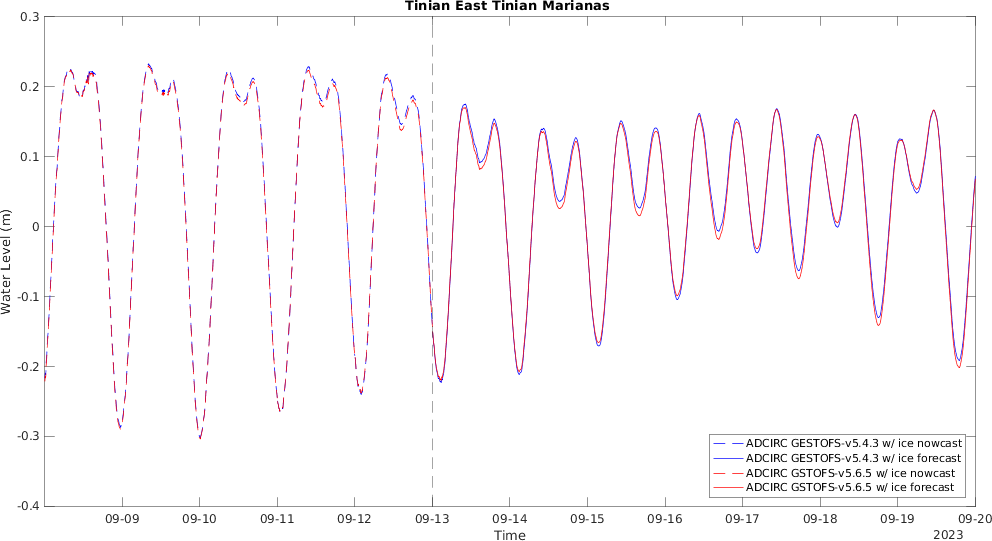 Tinian East Tinian Marianas
0.3
0.2
0.1
0
-0.1
-0.2
-0.3
-0.4
Water Level (m)
ADCIRC GESTOFS-v5.4.3 w/ ice nowcast
ADCIRC GESTOFS-v5.4.3 w/ ice forecast
ADCIRC GSTOFS-v5.6.5 w/ ice nowcast
ADCIRC GSTOFS-v5.6.5 w/ ice forecast
09-09 09-10 09-11 09-12 09-13 09-14 09-15 09-16 09-17 09-18 09-19 09-20
Time
2023